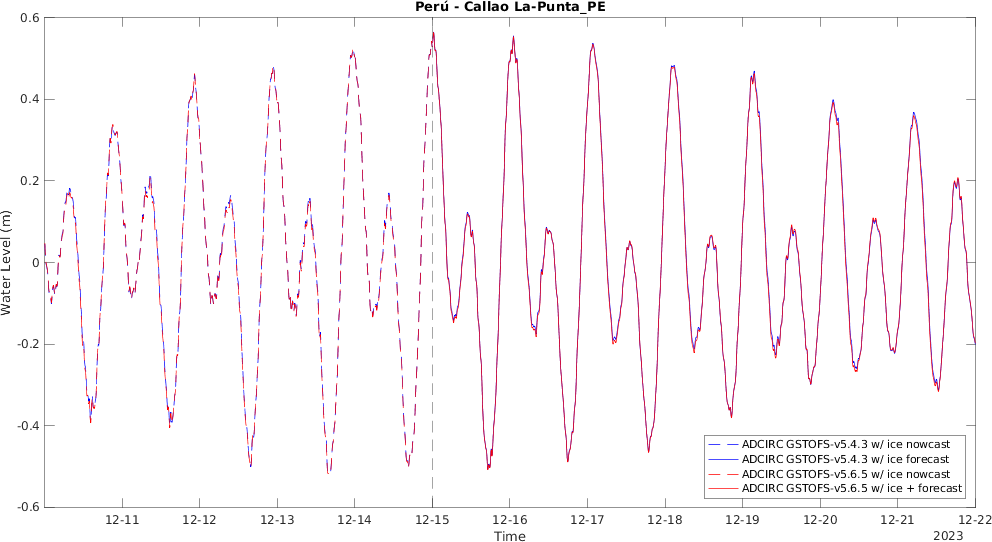 Perú - Callao La-Punta_PE
0.6
0.4
0.2
0
-0.2
-0.4
-0.6
Water Level (m)
ADCIRC GSTOFS-v5.4.3 w/ ice nowcast
ADCIRC GSTOFS-v5.4.3 w/ ice forecast
ADCIRC GSTOFS-v5.6.5 w/ ice nowcast
ADCIRC GSTOFS-v5.6.5 w/ ice + forecast
12-11 12-12 12-13 12-14 12-15 12-16 12-17 12-18 12-19 12-20 12-21 12-22
Time
2023